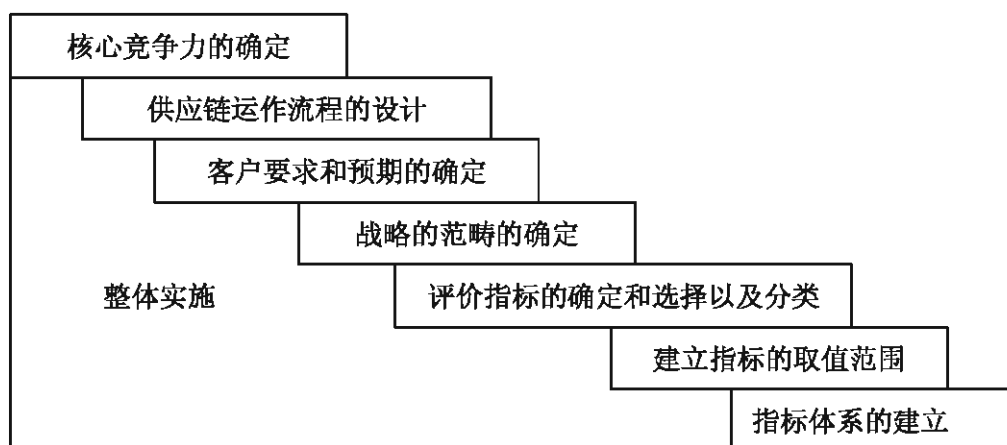 核心竞争力的确定
供应链运作流程的设计
客户要求和预期的确定
战略的范畴的确定
整体实施
评价指标的确定和选择以及分类
建立指标的取值范围
指标体系的建立